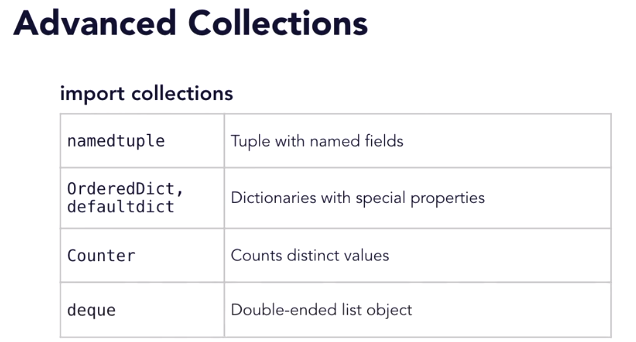 Advanced Collections
import collections
namedtuple
Tuple with named fields
OrderedDict,
defaultdict
Dictionaries with special properties
Counter
Counts distinct values
deque
Double-ended list object